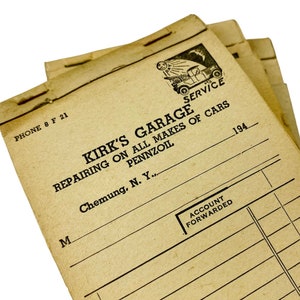 PHONE 8 F 21
SERVICE
KIRK'S GARAGE
REPAIRING ON ALL MAKES OF CARS
PENNZOIL
Chemung, N. Y., 194
M
ACCOUNT
FORWARDED